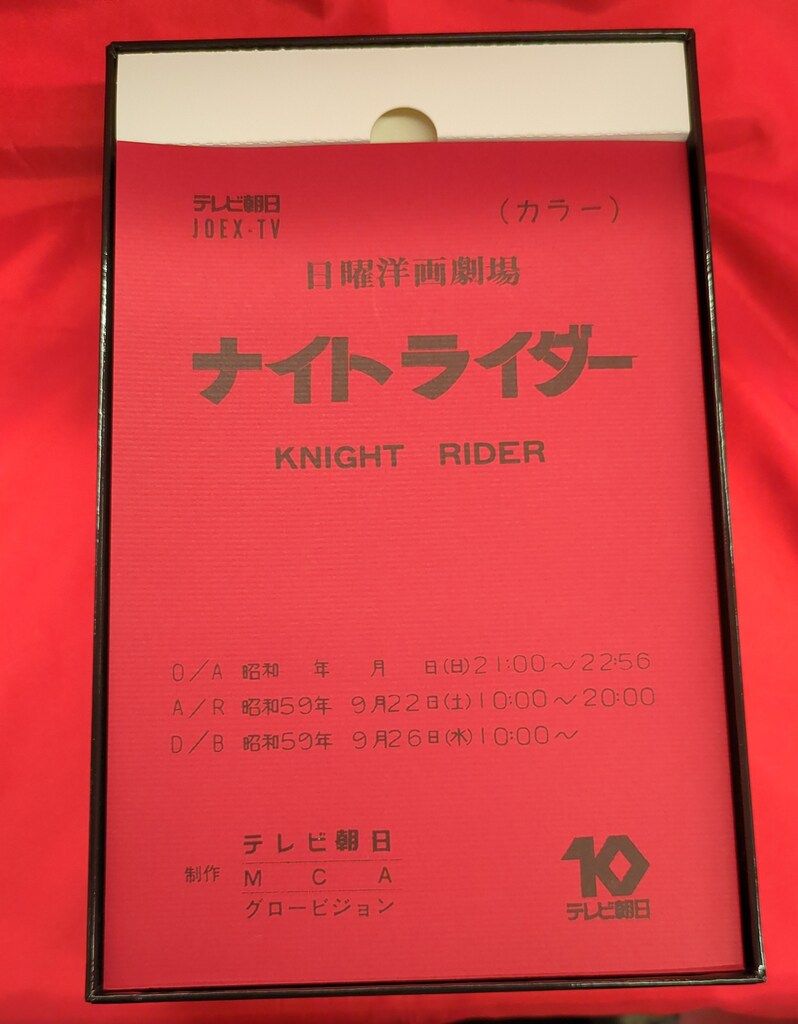 テレビ朝日
JOEX-TV
(カラー)
日曜洋画劇場
ナイトライダー
KNIGHT RIDER
O/A 昭和 年 月 日(日)21:00~22:56
A/R 昭和59年 9月22日(土)10:00~20:00
D/B 昭和59年 9月26日(水)10:00~
テレビ朝日
制作 M C A
グロービジョン
10
テレビ朝日